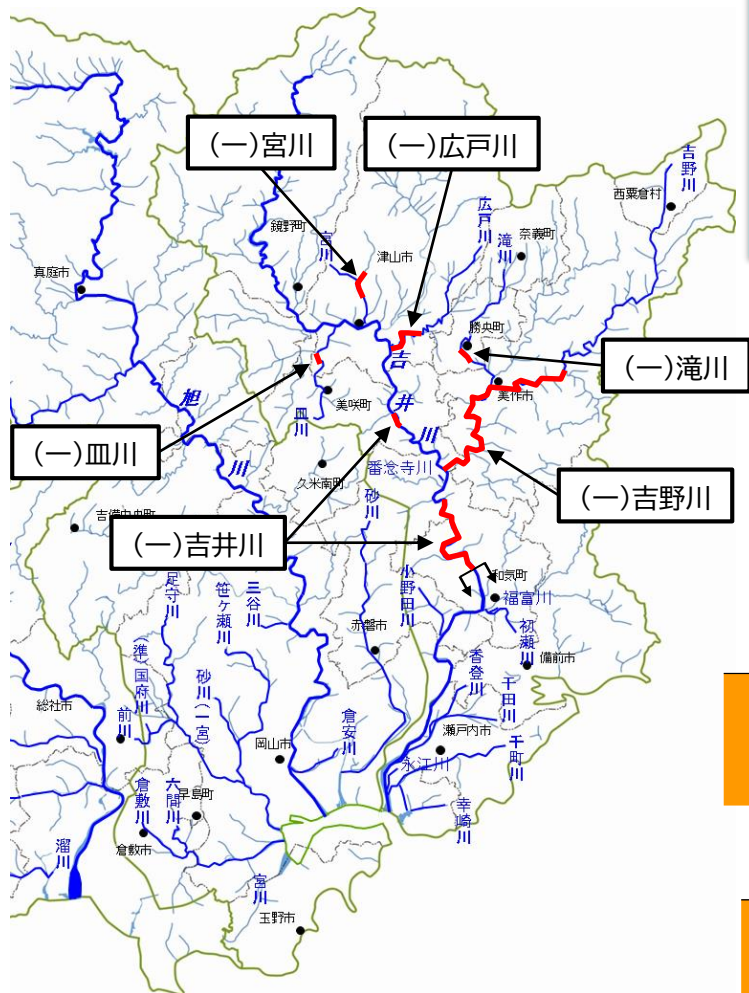 (一)宮川
(一)広戸川
吉野川
西粟倉村
広戸川
滝川
奈義町
鏡野町
宮川
津山市
真庭市
勝央町
(一)滝川
美作市
吉井川
旭川
美咲町
皿川
(一)皿川
番念寺川
久米南町
砂川
(一)吉野川
吉備中央町
(一)吉井川
和気町
福富川
足守川
笹ヶ瀬川
三谷川
小野田川
初瀬川
赤磐市
備前市
香登川
千田川
(準)国府川
砂川(一宮)
総社市
前川
岡山市
倉安川
瀬戸内市
永江川
千町川
倉敷川
六間川
早島町
幸崎川
倉敷市
溜川
宮川
玉野市